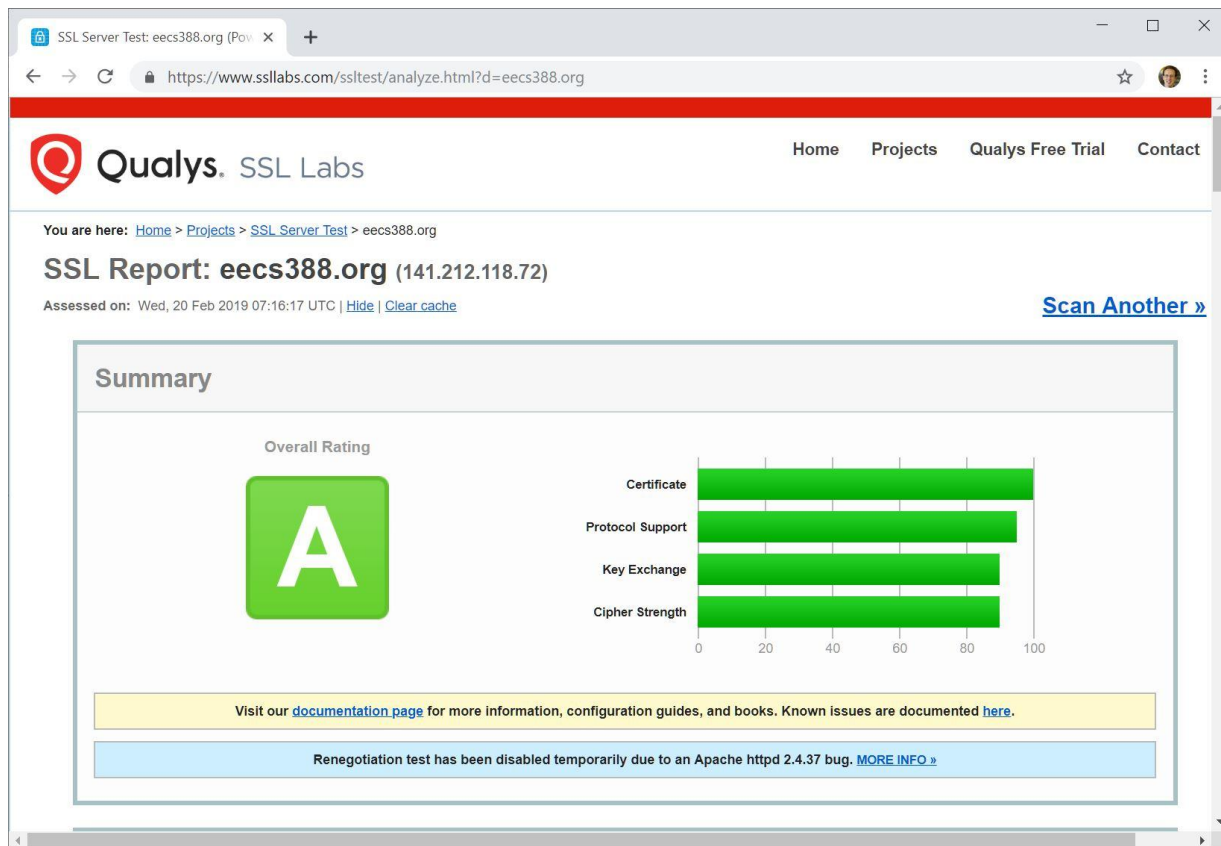 SSL Server Test: eecs388.org (Pow
https://www.ssllabs.com/ssltest/analyze.html?d=eecs388.org
Qualys. SSL Labs
Home Projects Qualys Free Trial Contact
You are here: Home > Projects > SSL Server Test > eecs388.org
SSL Report: eecs388.org (141.212.118.72)
Assessed on: Wed, 20 Feb 2019 07:16:17 UTC | Hide | Clear cache
Scan Another »
Summary
Overall Rating
A
Certificate
Protocol Support
Key Exchange
Cipher Strength
0 20 40 60 80 100
Visit our documentation page for more information, configuration guides, and books. Known issues are documented here.
Renegotiation test has been disabled temporarily due to an Apache httpd 2.4.37 bug. MORE INFO »